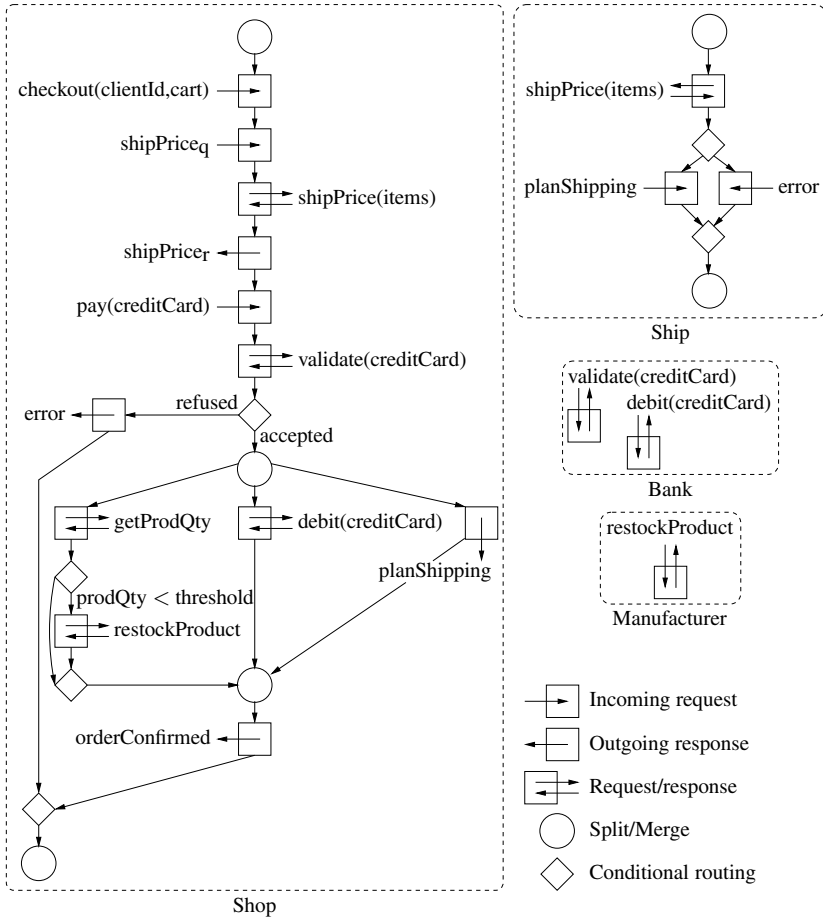 checkout(clientId,cart)
shipPriceq
shipPrice(items)
shipPricer
pay(creditCard)
validate(creditCard)
refused
error
accepted
getProdQty
debit(creditCard)
planShipping
prodQty < threshold
restockProduct
orderConfirmed
Shop
shipPrice(items)
planShipping
error
Ship
validate(creditCard)
debit(creditCard)
Bank
restockProduct
Manufacturer
Incoming request
Outgoing response
Request/response
Split/Merge
Conditional routing